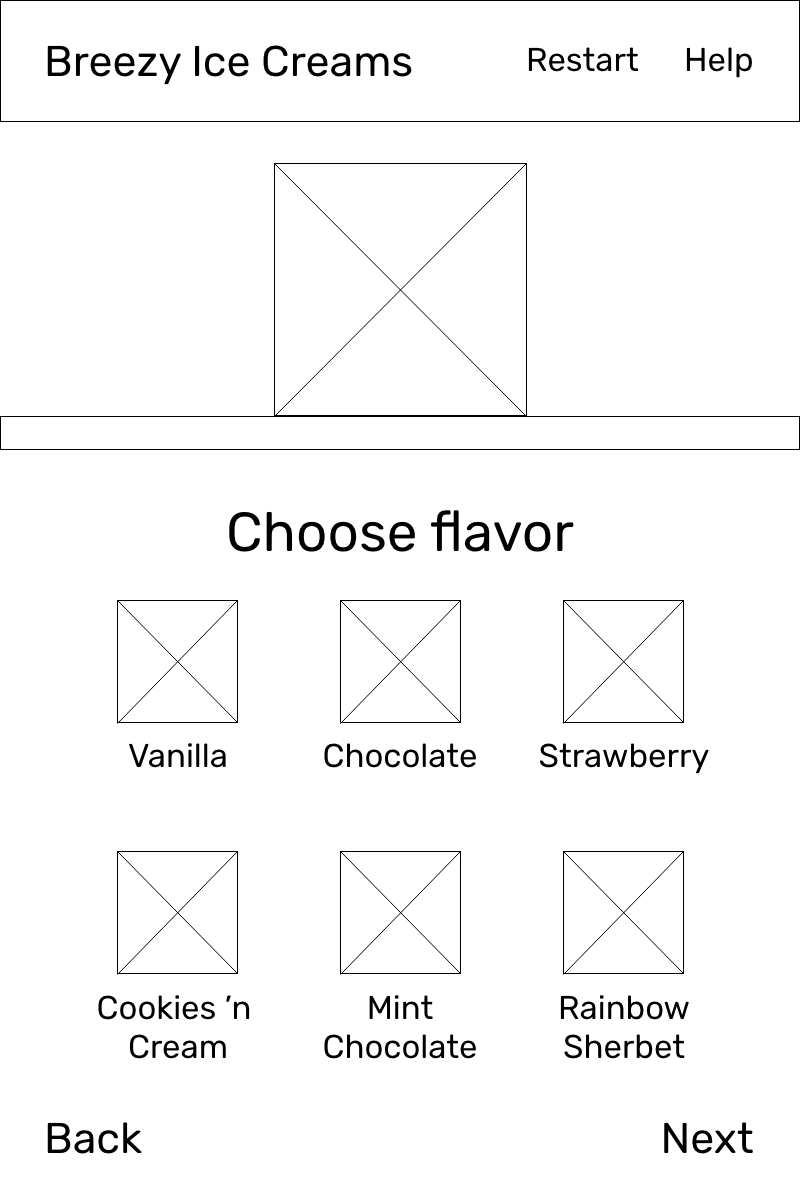 Breezy Ice Creams
Restart
Help
Choose flavor
Vanilla
Chocolate
Strawberry
Cookies ’n
Cream
Mint
Chocolate
Rainbow
Sherbet
Back
Next